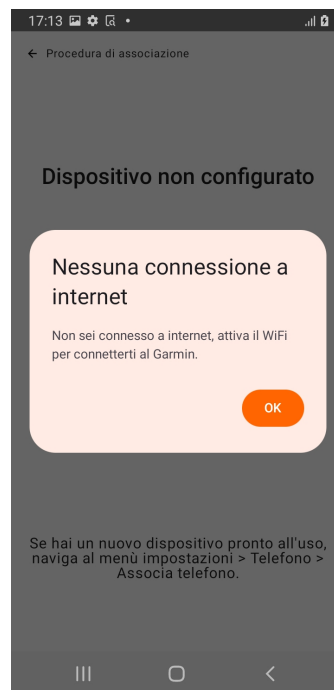 17:13
Procedura di associazione
Dispositivo non configurato
Nessuna connessione a
internet
Non sei connesso a internet, attiva il WiFi
per connetterti al Garmin.
OK
Se hai un nuovo dispositivo pronto all'uso,
naviga al menù impostazioni > Telefono >
Associa telefono.